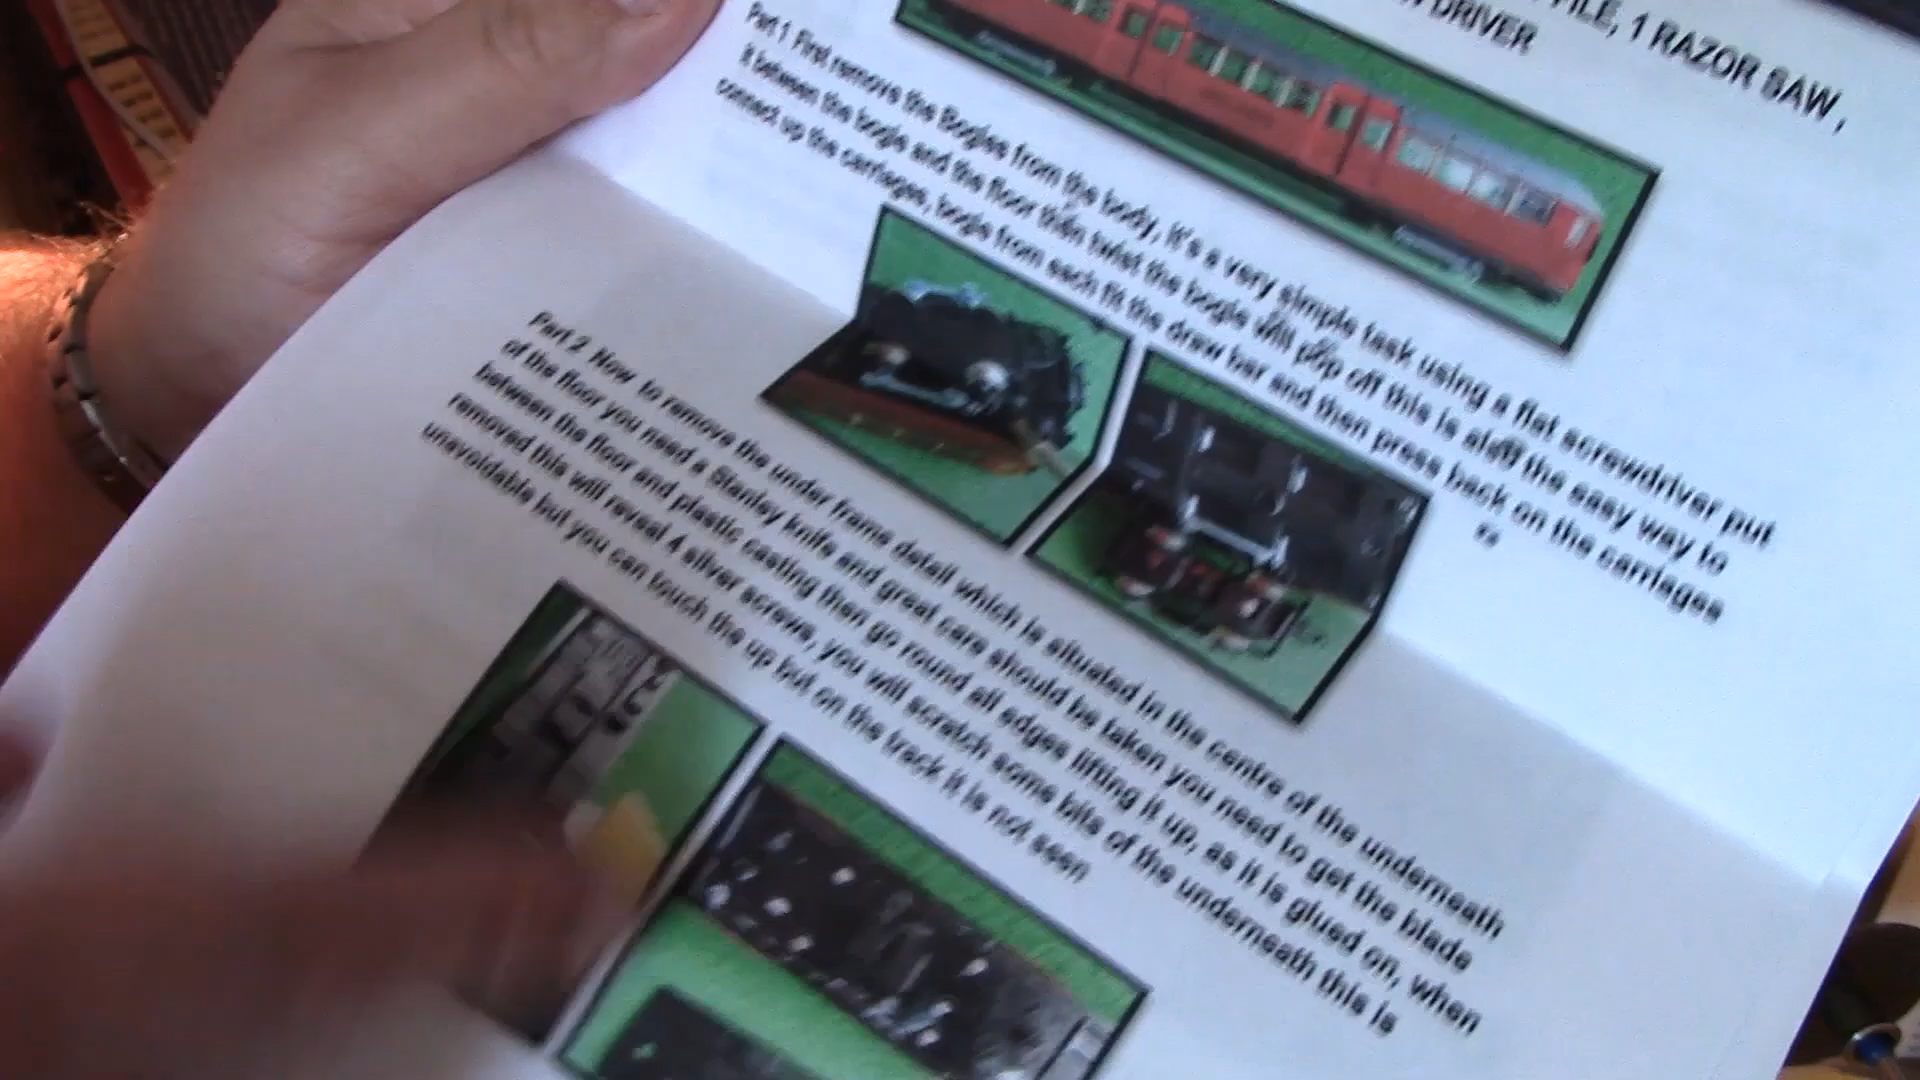 FILE, 1 RAZOR SAW,
DRIVER
Part 1 First remove the Bogies from the body, it's a very simple task using a flat screwdriver put
it between the bogie and the floor then twist the bogie will pop off this is also the easy way to
conect up the carriages, bogie from each fit the draw bar and then press back on the carriages
Part 2 Now to remove the under frame detail which is situated in the centre of the underneath
of the floor you need a Stanley knife and great care should be taken you need to get the blade
between the floor and plastic casting then go round all edges lifting it up, as it is glued on, when
removed this will reveal 4 silver screws, you will scratch some bits of the underneath this is
unavoidable but you can touch the up but on the track it is not seen